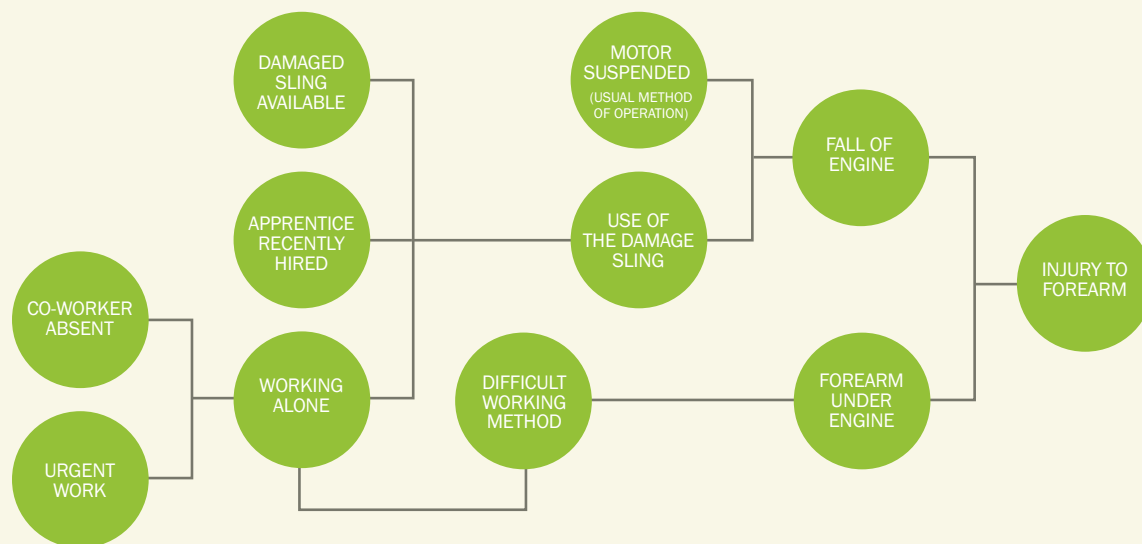 DAMAGED
SLING
AVAILABLE
MOTOR
SUSPENDED
(USUAL METHOD
OF OPERATION)
FALL OF
ENGINE
APPRENTICE
RECENTLY
HIRED
USE OF
THE DAMAGE
SLING
INJURY TO
FOREARM
CO-WORKER
ABSENT
WORKING
ALONE
DIFFICULT
WORKING
METHOD
FOREARM
UNDER
ENGINE
URGENT
WORK